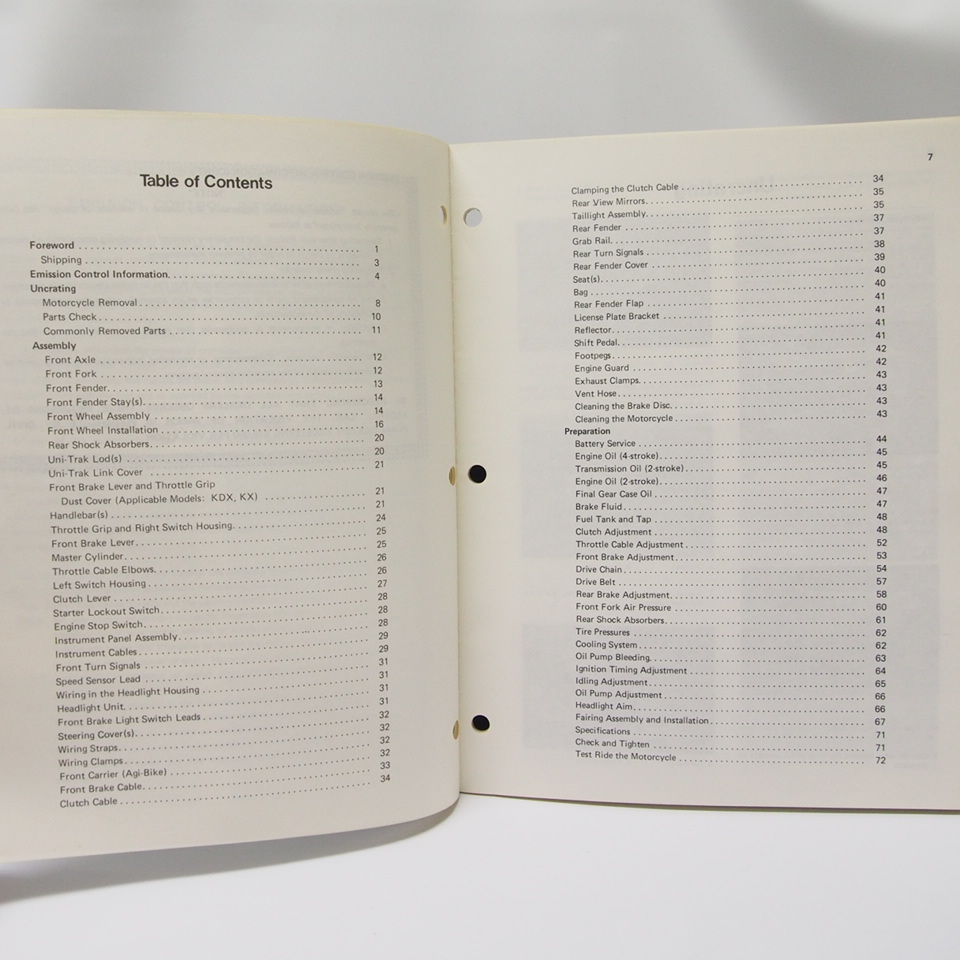 Table of Contents
Foreword . . . . . 1
Shipping . . . . . 3
Emission Control Information. . . . . 4
Uncrating
Motorcycle Removal . . . . . 8
Parts Check . . . . . 10
Commonly Removed Parts . . . . . 11
Assembly
Front Axle . . . . . 12
Front Fork . . . . . 12
Front Fender. . . . . 13
Front Fender Stay(s). . . . . 14
Front Wheel Assembly . . . . . 14
Front Wheel Installation . . . . . 16
Rear Shock Absorbers. . . . . 20
Uni-Trak Lod(s) . . . . . 20
Uni-Trak Link Cover . . . . . 21
Front Brake Lever and Throttle Grip
Dust Cover (Applicable Models: KDX, KX) . . . . . 21
Handlebar(s) . . . . . 21
Throttle Grip and Right Switch Housing. . . . . 24
Front Brake Lever. . . . . 25
Master Cylinder. . . . . 25
Throttle Cable Elbows. . . . . 26
Left Switch Housing . . . . . 26
Clutch Lever . . . . . 27
Starter Lockout Switch. . . . . 28
Engine Stop Switch. . . . . 28
Instrument Panel Assembly. . . . . 28
Instrument Cables . . . . . 29
Front Turn Signals . . . . . 29
Speed Sensor Lead . . . . . 31
Wiring in the Headlight Housing . . . . . 31
Headlight Unit. . . . . 31
Front Brake Light Switch Leads . . . . . 31
Steering Cover(s). . . . . 32
Wiring Straps. . . . . 32
Wiring Clamps. . . . . 32
Front Carrier (Agi-Bike) . . . . . 32
Front Brake Cable. . . . . 33
Clutch Cable . . . . . 34
7
Clamping the Clutch Cable . . . . . 34
Rear View Mirrors. . . . . 35
Taillight Assembly. . . . . 35
Rear Fender . . . . . 37
Grab Rail. . . . . 37
Rear Turn Signals . . . . . 38
Rear Fender Cover . . . . . 39
Seat(s). . . . . 40
Bag . . . . . 40
Rear Fender Flap . . . . . 41
License Plate Bracket . . . . . 41
Reflector. . . . . 41
Shift Pedal. . . . . 41
Footpegs. . . . . 42
Engine Guard . . . . . 42
Exhaust Clamps. . . . . 43
Vent Hose. . . . . 43
Cleaning the Brake Disc. . . . . 43
Cleaning the Motorcycle . . . . . 43
Preparation
Battery Service . . . . . 44
Engine Oil (4-stroke). . . . . 45
Transmission Oil (2-stroke) . . . . . 45
Engine Oil (2-stroke). . . . . 46
Final Gear Case Oil . . . . . 47
Brake Fluid. . . . . 47
Fuel Tank and Tap . . . . . 48
Clutch Adjustment . . . . . 48
Throttle Cable Adjustment . . . . . 52
Front Brake Adjustment. . . . . 53
Drive Chain . . . . . 54
Drive Belt . . . . . 57
Rear Brake Adjustment. . . . . 58
Front Fork Air Pressure . . . . . 60
Rear Shock Absorbers. . . . . 61
Tire Pressures . . . . . 62
Cooling System . . . . . 62
Oil Pump Bleeding. . . . . 63
Ignition Timing Adjustment . . . . . 64
Idling Adjustment. . . . . 65
Oil Pump Adjustment . . . . . 66
Headlight Aim. . . . . 66
Fairing Assembly and Installation . . . . . 67
Specifications . . . . . 71
Check and Tighten . . . . . 71
Test Ride the Motorcycle . . . . . 72